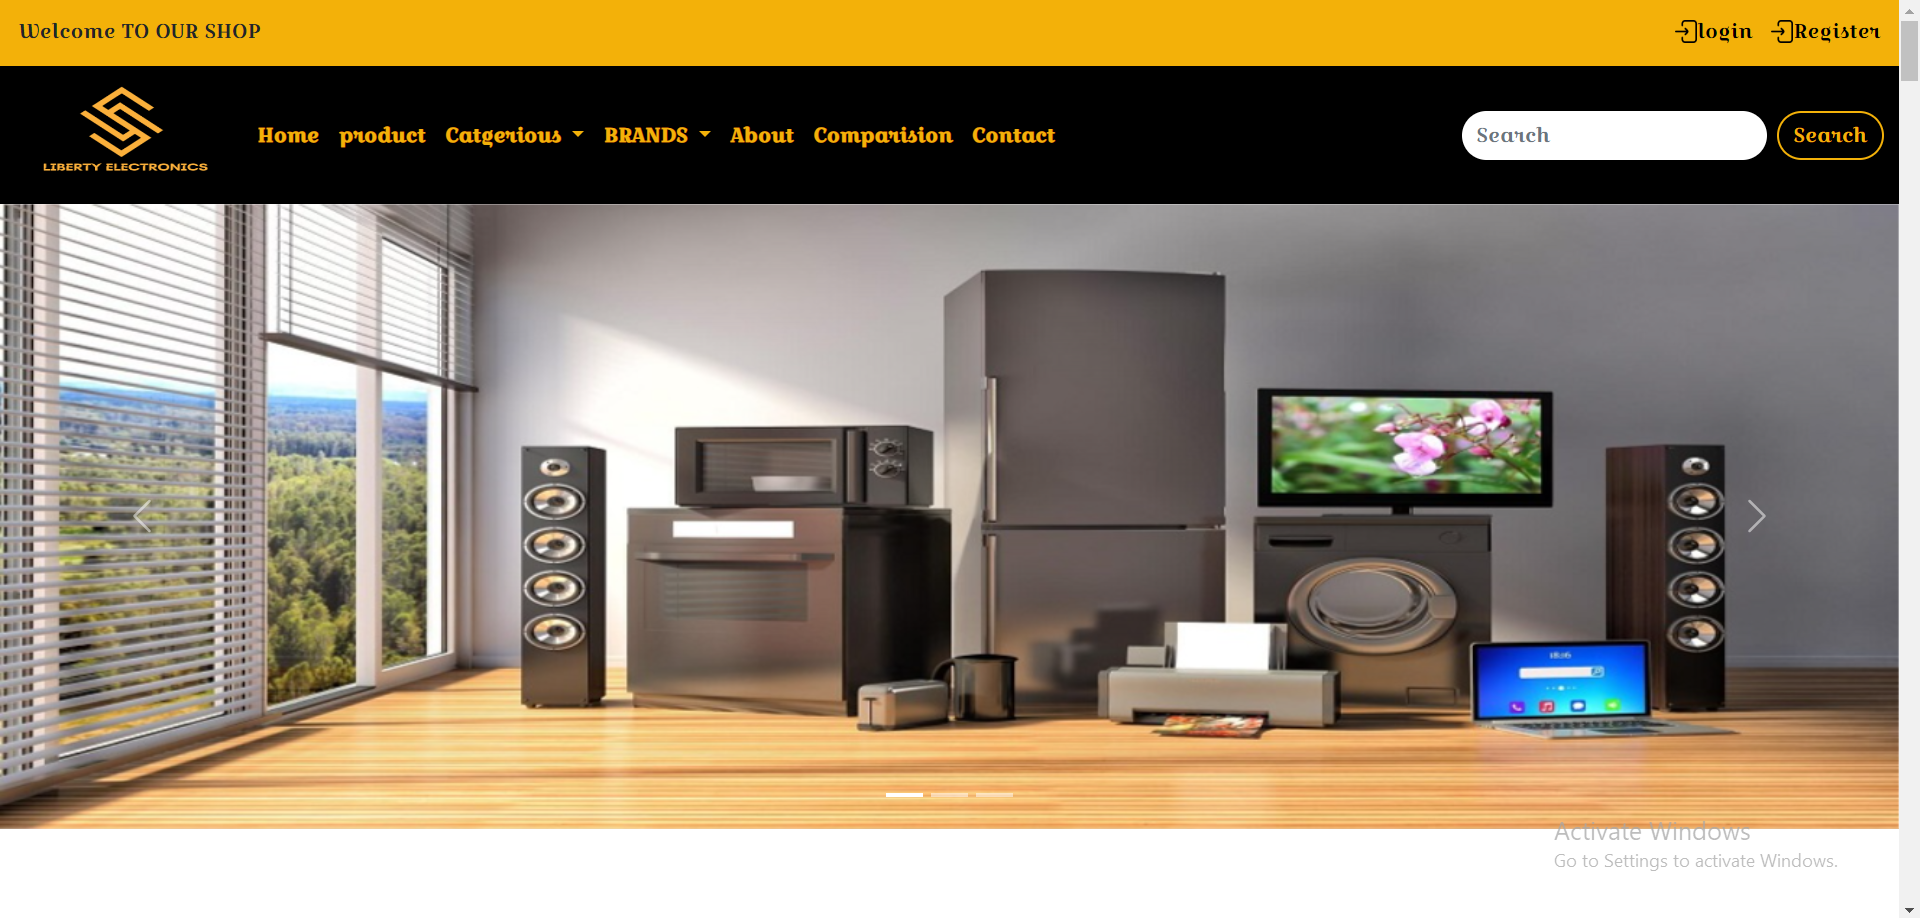 Welcome TO OUR SHOP
login
Register
LIBERTY ELECTRONICS
Home
product
Catgerious
BRANDS
About
Comparision
Contact
Search
Search
18:16
Activate Windows
Go to Settings to activate Windows.